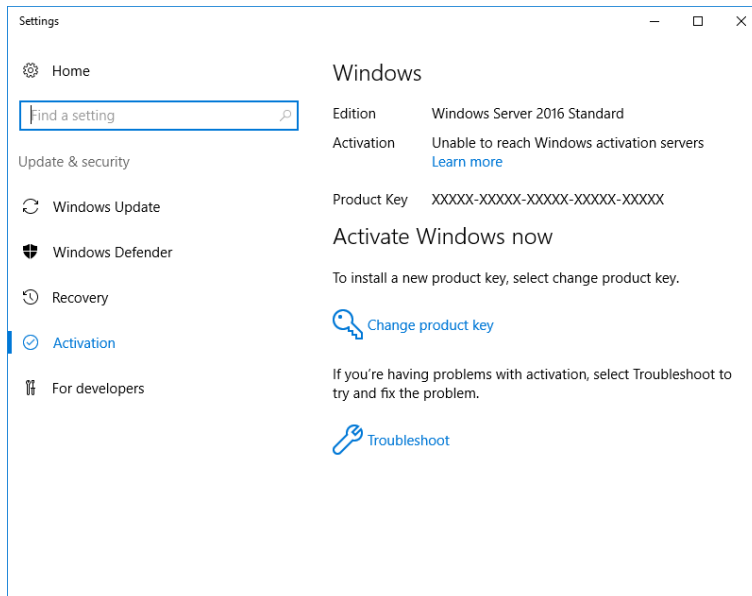 Settings
Home
Find a setting
Update & security
Windows Update
Windows Defender
Recovery
Activation
For developers
Windows
Edition Windows Server 2016 Standard
Activation Unable to reach Windows activation servers
Learn more
Product Key XXXXX-XXXXX-XXXXX-XXXXX-XXXXX
Activate Windows now
To install a new product key, select change product key.
Change product key
If you're having problems with activation, select Troubleshoot to
try and fix the problem.
Troubleshoot